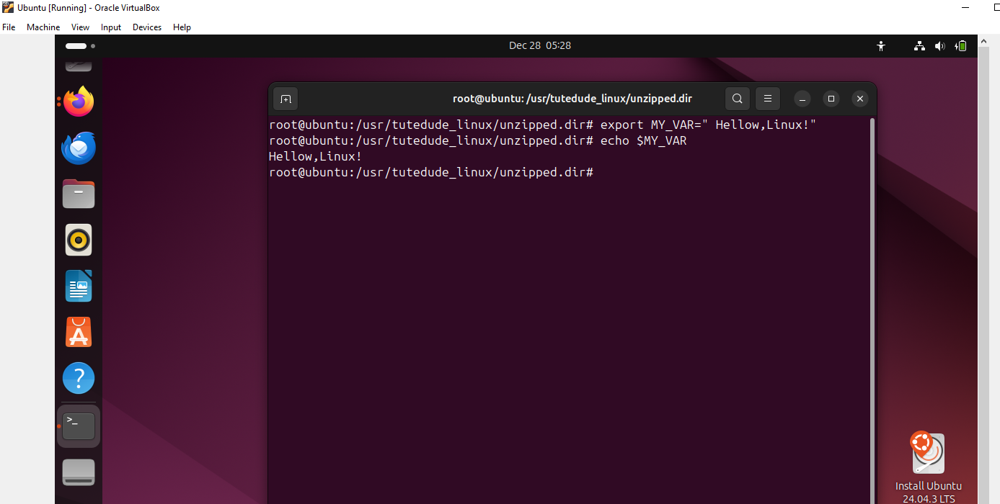 Ubuntu [Running] - Oracle VirtualBox
File Machine View Input Devices Help
Dec 28 05:28
root@ubuntu: /usr/tutedude_linux/unzipped.dir
root@ubuntu:/usr/tutedude_linux/unzipped.dir# export MY_VAR=" Hellow,Linux!"
root@ubuntu:/usr/tutedude_linux/unzipped.dir# echo $MY_VAR
Hellow,Linux!
root@ubuntu:/usr/tutedude_linux/unzipped.dir#
Install Ubuntu
24.04.3 LTS